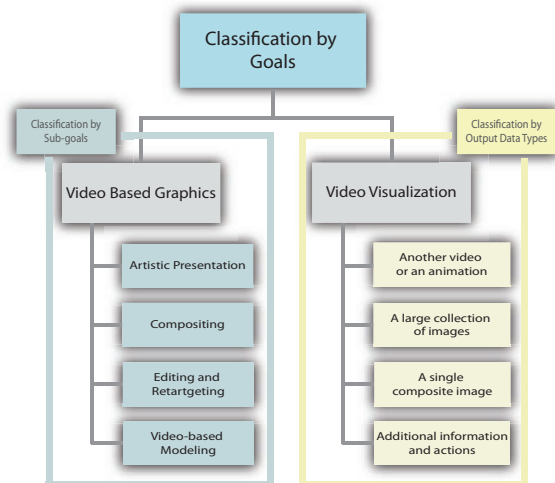 Classification by
Goals
Classification by
Sub-goals
Classification by
Output Data Types
Video Based Graphics
Video Visualization
Artistic Presentation
Another video
or an animation
Compositing
A large collection
of images
Editing and
Retartgeting
A single
composite image
Video-based
Modeling
Additional information
and actions